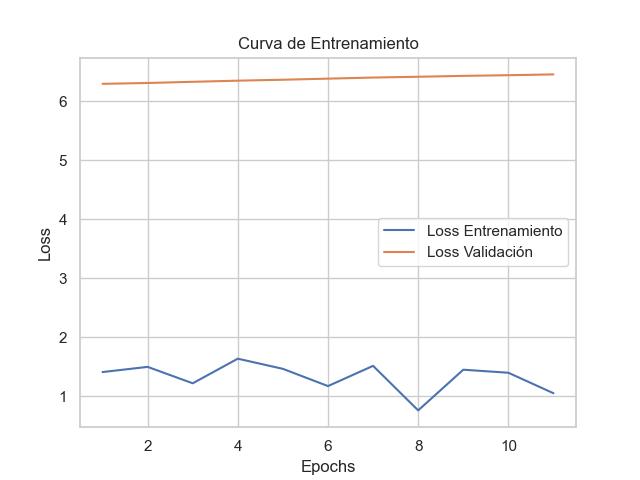 Curva de Entrenamiento
6
5
4
3
2
1
Loss
Loss Entrenamiento
Loss Validación
2 4 6 8 10
Epochs